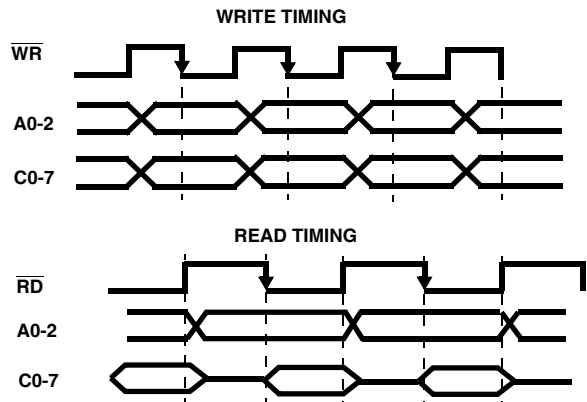 WRITE TIMING
WR
A0-2
C0-7
READ TIMING
RD
A0-2
C0-7